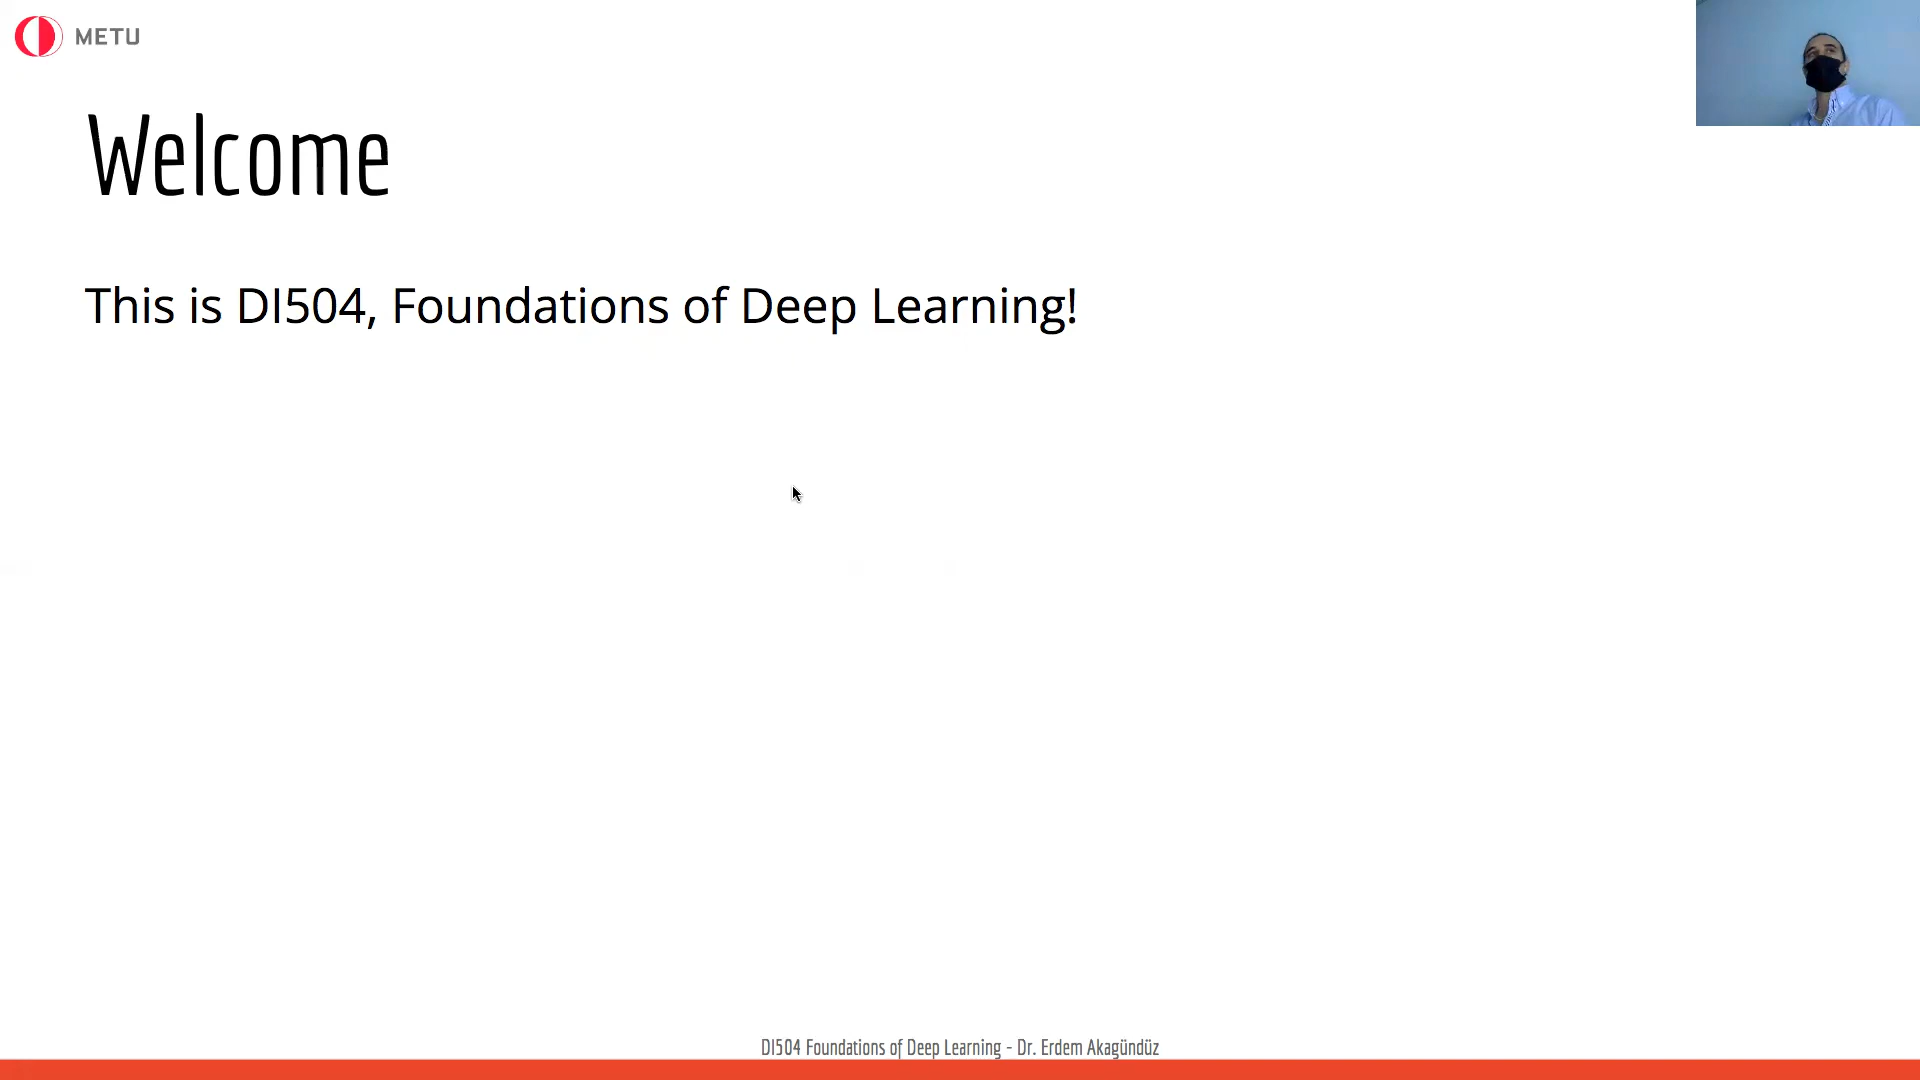 METU
Welcome
This is DI504, Foundations of Deep Learning!
DI504 Foundations of Deep Learning - Dr. Erdem Akagündüz